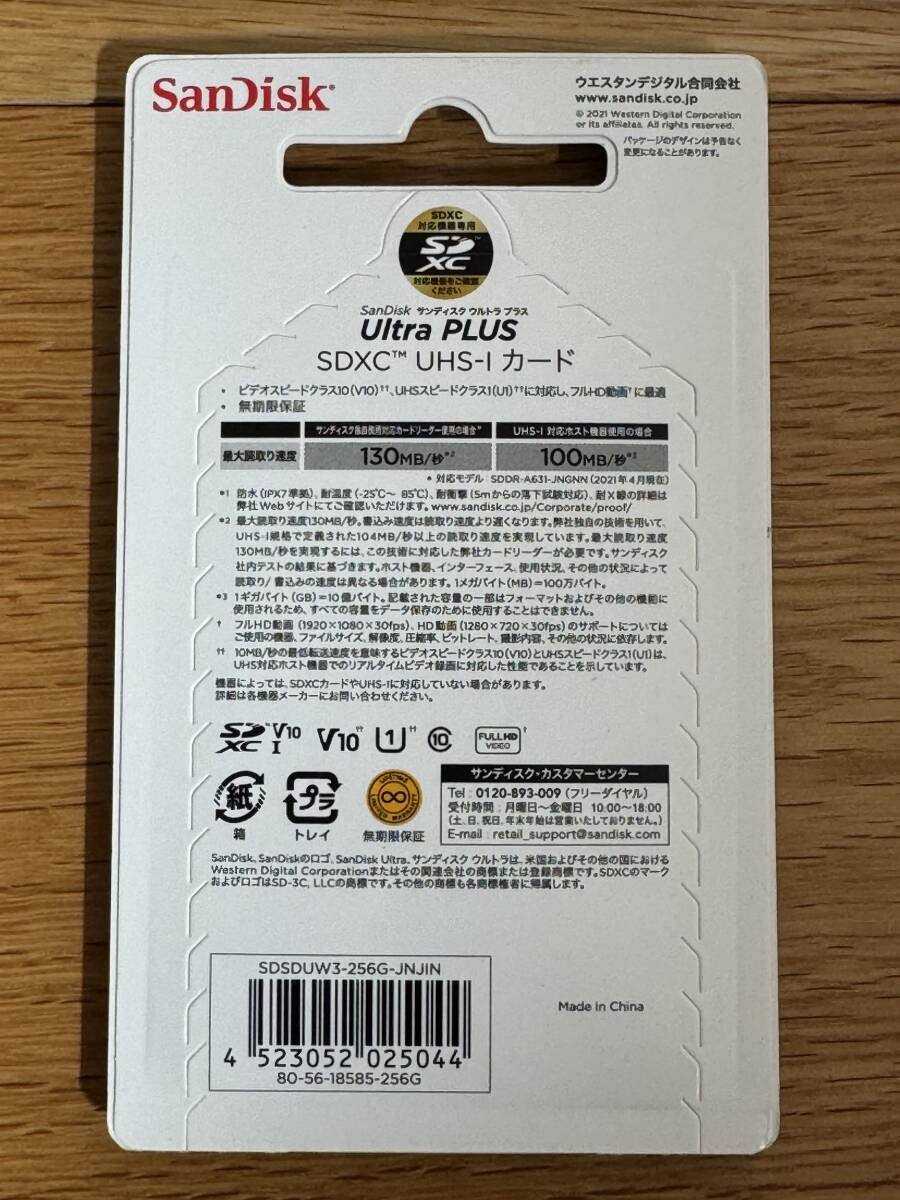 SanDisk
ウエスタンデジタル合同会社
www.sandisk.co.jp
© 2021 Western Digital Corporation
or its affiliates. All rights reserved.
パッケージのデザインは予告なく
変更になることがあります。
SDXC
対応機器専用
SD XC™
対応機器をご確認
ください
SanDisk サンディスク ウルトラ プラス
Ultra PLUS
SDXC™ UHS-I カード
・ ビデオスピードクラス10(V10)††、UHSスピードクラス1(U1)††に対応し、フルHD動画†に最適
・ 無期限保証
サンディスク独自技術対応カードリーダー使用の場合*
UHS-I 対応ホスト機器使用の場合
最大読取り速度 130MB/秒*2 100MB/秒*3
* 対応モデル：SDDR-A631-JNGNN (2021年4月現在)
*1 防水 (IPX7準拠)、耐温度(-25℃～ 85℃)、耐衝撃(5mからの落下試験対応)、耐X線の詳細は
弊社Webサイトにてご確認いただけます。www.sandisk.co.jp/Corporate/proof/
*2 最大読取り速度130MB/秒。書込み速度は読取り速度より遅くなります。弊社独自の技術を用いて、
UHS-I規格で定義された104MB/秒以上の読取り速度を実現しています。最大読取り速度
130MB/秒を実現するには、この技術に対応した弊社カードリーダーが必要です。サンディスク
社内テストの結果に基づきます。ホスト機器、インターフェース、使用状況、その他の状況によって
読取り/書込みの速度は異なる場合があります。1メガバイト(MB)=100万バイト。
*3 1ギガバイト(GB)=10億バイト。記載された容量の一部はフォーマットおよびその他の機能に
使用されるため、すべての容量をデータ保存のために使用することはできません。
† フルHD動画 (1920×1080×30fps)、HD動画 (1280×720×30fps) のサポートについては
ご使用の機器、ファイルサイズ、解像度、圧縮率、ビットレート、撮影内容、その他の状況に依存します。
†† 10MB/秒の最低転送速度を意味するビデオスピードクラス10(V10)とUHSスピードクラス1(U1)は、
UHS対応ホスト機器でのリアルタイムビデオ録画に対応した性能であることを示しています。
機器によっては、SDXCカードやUHS-Iに対応していない場合があります。
詳細は各機器メーカーにお問い合わせください。
SD XC™ V10 I V10†† U1†† 10 FULL HD VIDEO†
紙 プラ LIMITED WARRANTY
箱 トレイ 無期限保証
サンディスク・カスタマーセンター
Tel : 0120-893-009 (フリーダイヤル)
受付時間：月曜日～金曜日 10:00～18:00
(土、日、祝日、年末年始は営業いたしておりません。)
E-mail : retail_support@sandisk.com
SanDisk、SanDiskのロゴ、SanDisk Ultra、サンディスク ウルトラは、米国およびその他の国における
Western Digital Corporationまたはその関連会社の商標または登録商標です。SDXCのマーク
およびロゴはSD-3C, LLCの商標です。その他の商標も各商標権者に帰属します。
SDSDUW3-256G-JNJIN
4 523052 025044
80-56-18585-256G
Made in China